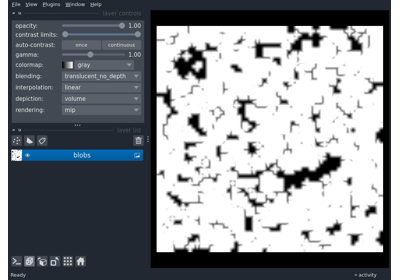 File View Plugins Window Help
layer controls
opacity: 1.00
contrast limits:
auto-contrast: once continuous
gamma: 1.00
colormap: gray
blending: translucent_no_depth
interpolation: linear
depiction: volume
rendering: mip
layer list
blobs
Ready
activity